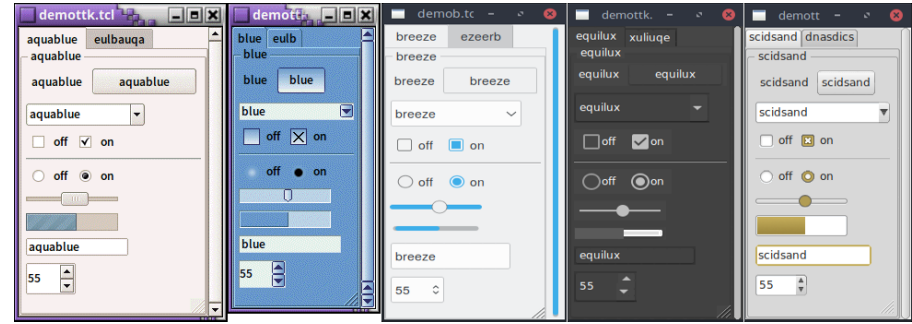 demottk.tcl
aquablue eulbauqa
aquablue
aquablue aquablue
aquablue
off on
off on
aquablue
55
demott
blue eulb
blue
blue blue
blue
off on
off on
blue
55
demob.tc
breeze ezeerb
breeze
breeze breeze
breeze
off on
off on
breeze
55
demottk.
equilux xuliuqe
equilux
equilux equilux
equilux
off on
off on
equilux
55
demott
scidsand dnasdics
scidsand
scidsand scidsand
scidsand
off on
off on
scidsand
55